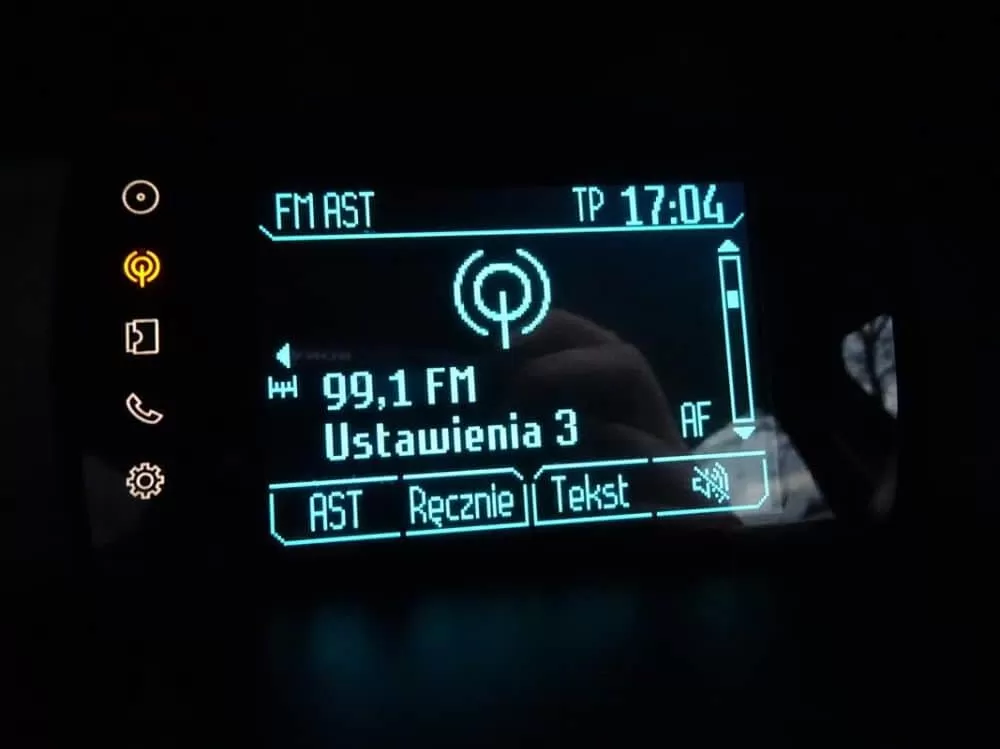 FM AST TP 17:04
99,1 FM
Ustawienia 3 AF
AST Ręcznie Tekst